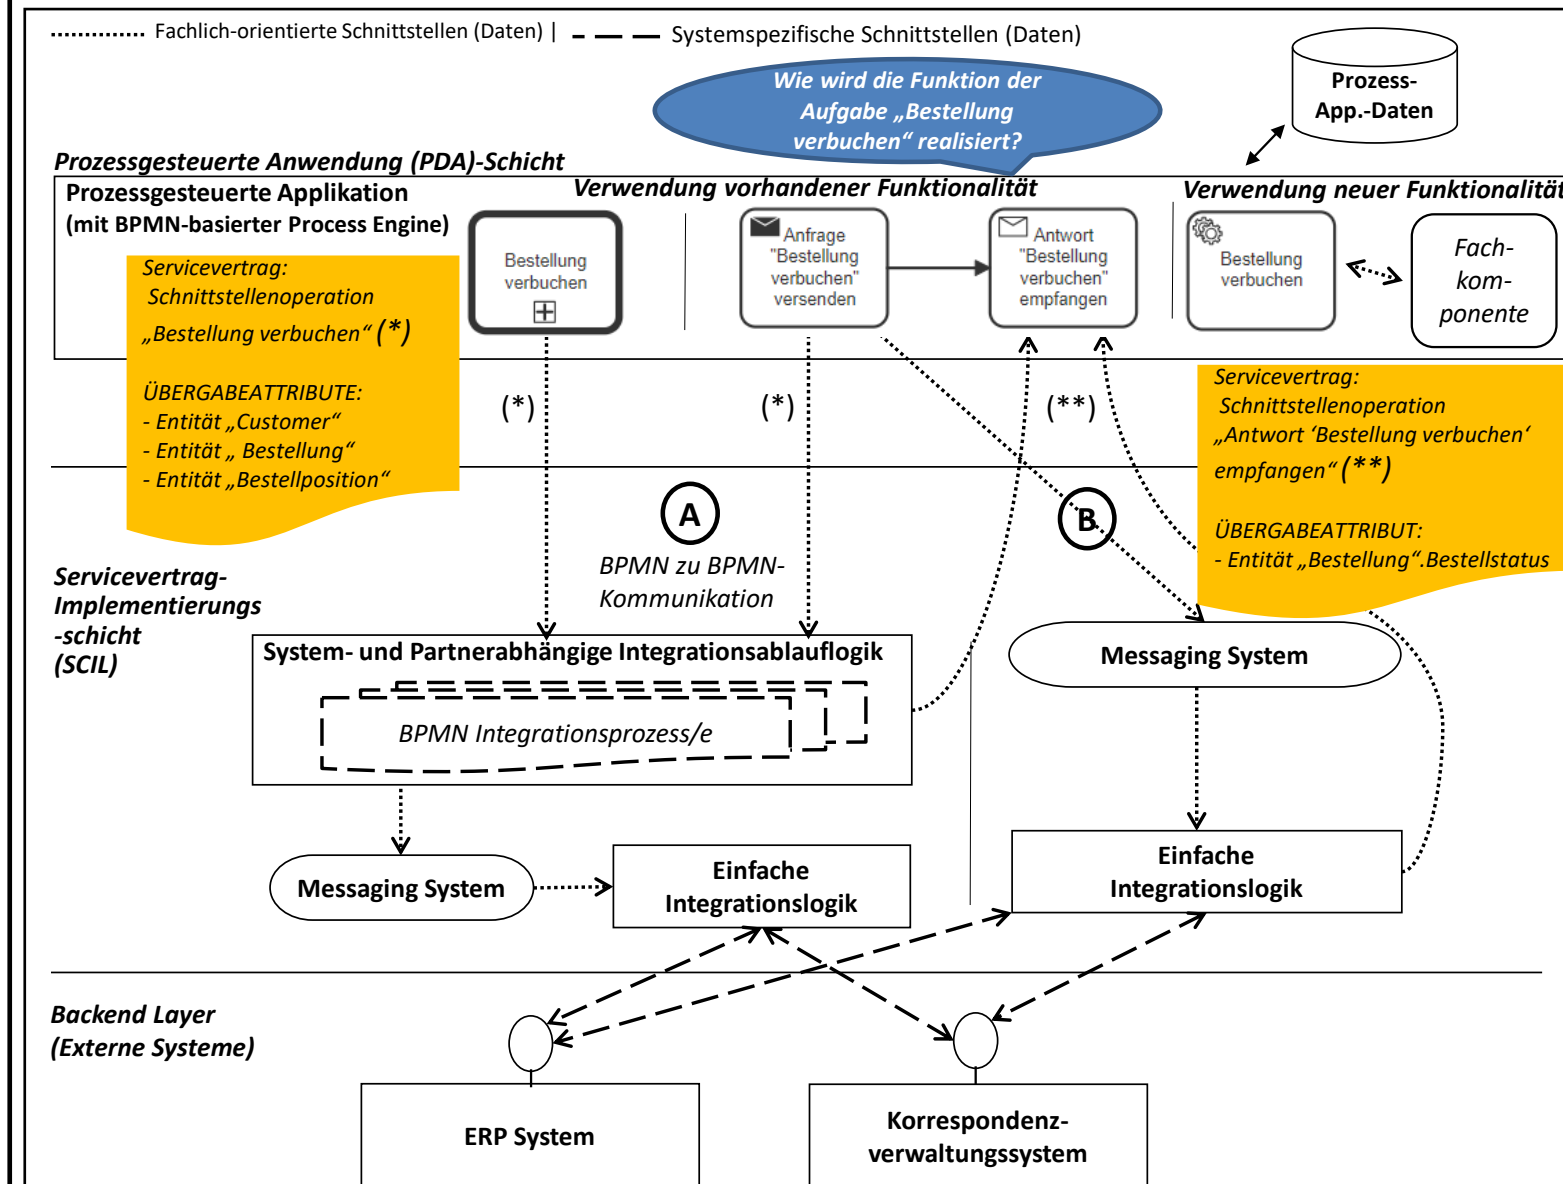 Fachlich-orientierte Schnittstellen (Daten) | Systemspezifische Schnittstellen (Daten)
Wie wird die Funktion der
Aufgabe „Bestellung
verbuchen“ realisiert?
Prozess-
App.-Daten
Prozessgesteuerte Anwendung (PDA)-Schicht
Prozessgesteuerte Applikation
(mit BPMN-basierter Process Engine)
Verwendung vorhandener Funktionalität
Verwendung neuer Funktionalität
Bestellung
verbuchen
Anfrage
"Bestellung
verbuchen"
versenden
Antwort
"Bestellung
verbuchen"
empfangen
Bestellung
verbuchen
Fach-
kom-
ponente
Servicevertrag:
Schnittstellenoperation
„Bestellung verbuchen“ (*)
ÜBERGABEATTRIBUTE:
- Entität „Customer“
- Entität „ Bestellung“
- Entität „Bestellposition“
(*)
(*)
(**)
Servicevertrag:
Schnittstellenoperation
„Antwort ‘Bestellung verbuchen‘
empfangen“ (**)
ÜBERGABEATTRIBUT:
- Entität „Bestellung“.Bestellstatus
A
B
BPMN zu BPMN-
Kommunikation
Servicevertrag-
Implementierungs
-schicht
(SCIL)
System- und Partnerabhängige Integrationsablauflogik
BPMN Integrationsprozess/e
Messaging System
Messaging System
Einfache
Integrationslogik
Einfache
Integrationslogik
Backend Layer
(Externe Systeme)
ERP System
Korrespondenz-
verwaltungssystem